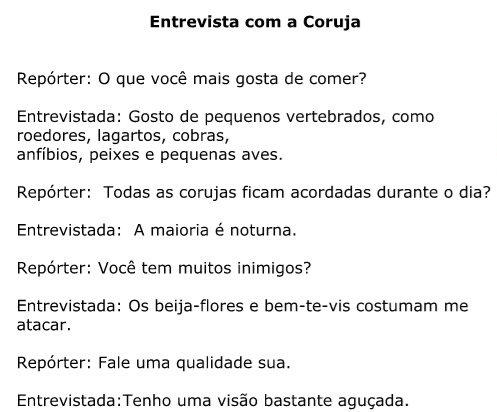 Entrevista com a Coruja
Repórter: O que você mais gosta de comer?
Entrevistada: Gosto de pequenos vertebrados, como
roedores, lagartos, cobras,
anfíbios, peixes e pequenas aves.
Repórter:  Todas as corujas ficam acordadas durante o dia?
Entrevistada:  A maioria é noturna.
Repórter: Você tem muitos inimigos?
Entrevistada: Os beija-flores e bem-te-vis costumam me
atacar.
Repórter: Fale uma qualidade sua.
Entrevistada:Tenho uma visão bastante aguçada.